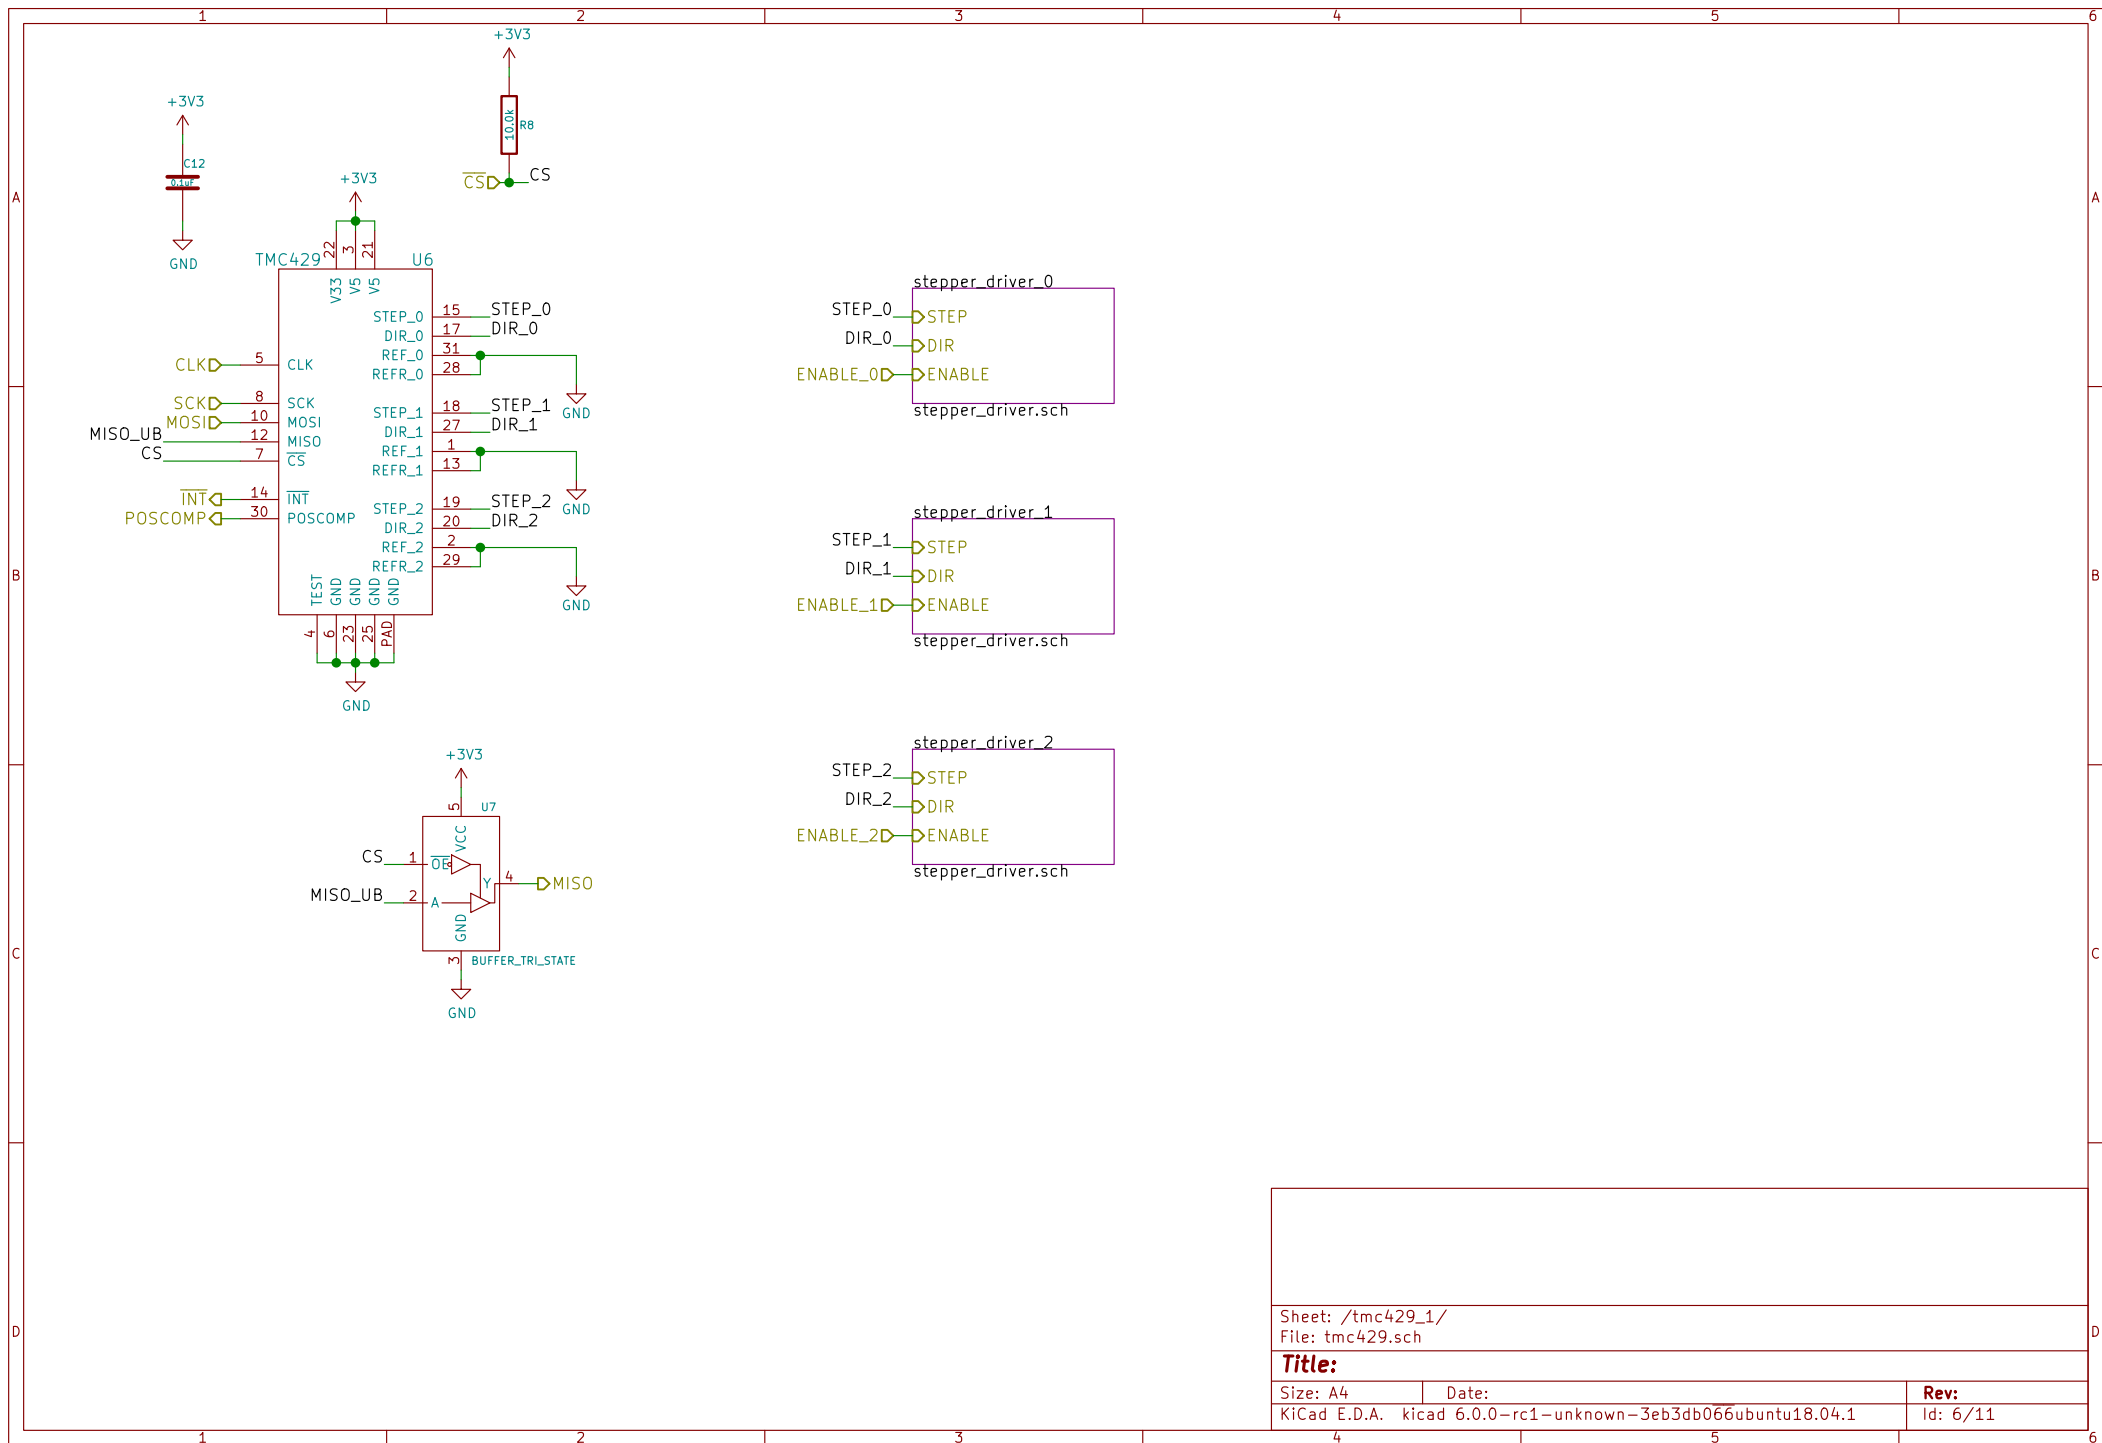 1 2 3 4 5 6
+3V3
+3V3
10.0k R8
C12
0.1uF
CS CS
+3V3
A A
GND
22 3 21
TMC429 U6
V33 V5 V5
STEP_0 15 STEP_0
DIR_0 17 DIR_0
REF_0 31
REFR_0 28
GND
CLK 5 CLK
SCK 8 SCK
MOSI 10 MOSI
MISO_UB 12 MISO
CS 7 CS
STEP_1 18 STEP_1
DIR_1 27 DIR_1
REF_1 1
REFR_1 13
GND
INT 14 INT
POSCOMP 30 POSCOMP
STEP_2 19 STEP_2
DIR_2 20 DIR_2
REF_2 2
REFR_2 29
GND
TEST GND GND GND GND
4 6 23 25 PAD
GND
stepper_driver_0
STEP_0 STEP
DIR_0 DIR
ENABLE_0 ENABLE
stepper_driver.sch
stepper_driver_1
STEP_1 STEP
DIR_1 DIR
ENABLE_1 ENABLE
stepper_driver.sch
B B
stepper_driver_2
STEP_2 STEP
DIR_2 DIR
ENABLE_2 ENABLE
stepper_driver.sch
+3V3
5 U7
VCC
CS 1 OE
Y 4 MISO
MISO_UB 2 A
GND
3 BUFFER_TRI_STATE
GND
C C
D D
Sheet: /tmc429_1/
File: tmc429.sch
Title:
Size: A4 Date: Rev:
KiCad E.D.A. kicad 6.0.0-rc1-unknown-3eb3db066ubuntu18.04.1 Id: 6/11
1 2 3 4 5 6